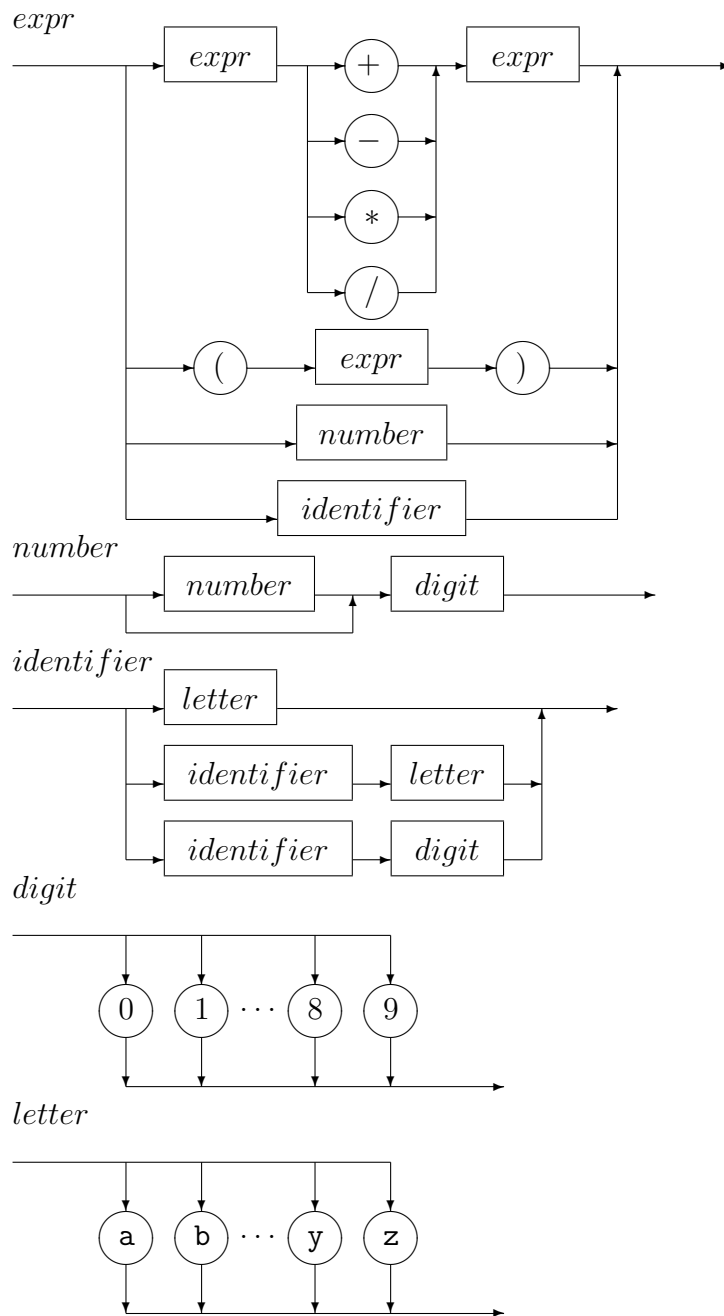 expr
expr + expr
-
*
/
( expr )
number
identifier
number
number digit
identifier
letter
identifier letter
identifier digit
digit
0 1 ··· 8 9
letter
a b ··· y z